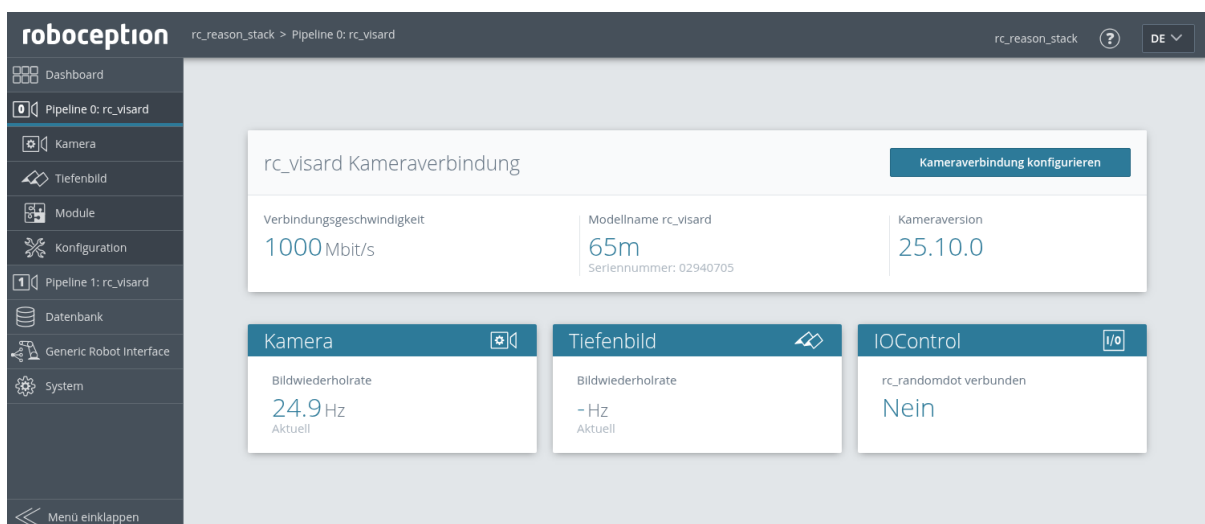 roboception
rc_reason_stack > Pipeline 0: rc_visard
rc_reason_stack
?
DE
Dashboard
0 Pipeline 0: rc_visard
Kamera
Tiefenbild
Module
Konfiguration
1 Pipeline 1: rc_visard
Datenbank
Generic Robot Interface
System
Menü einklappen
rc_visard Kameraverbindung
Kameraverbindung konfigurieren
Verbindungsgeschwindigkeit
1000 Mbit/s
Modellname rc_visard
65m
Seriennummer: 02940705
Kameraversion
25.10.0
Kamera
Bildwiederholrate
24.9 Hz
Aktuell
Tiefenbild
Bildwiederholrate
- Hz
Aktuell
IOControl
I/O
rc_randomdot verbunden
Nein